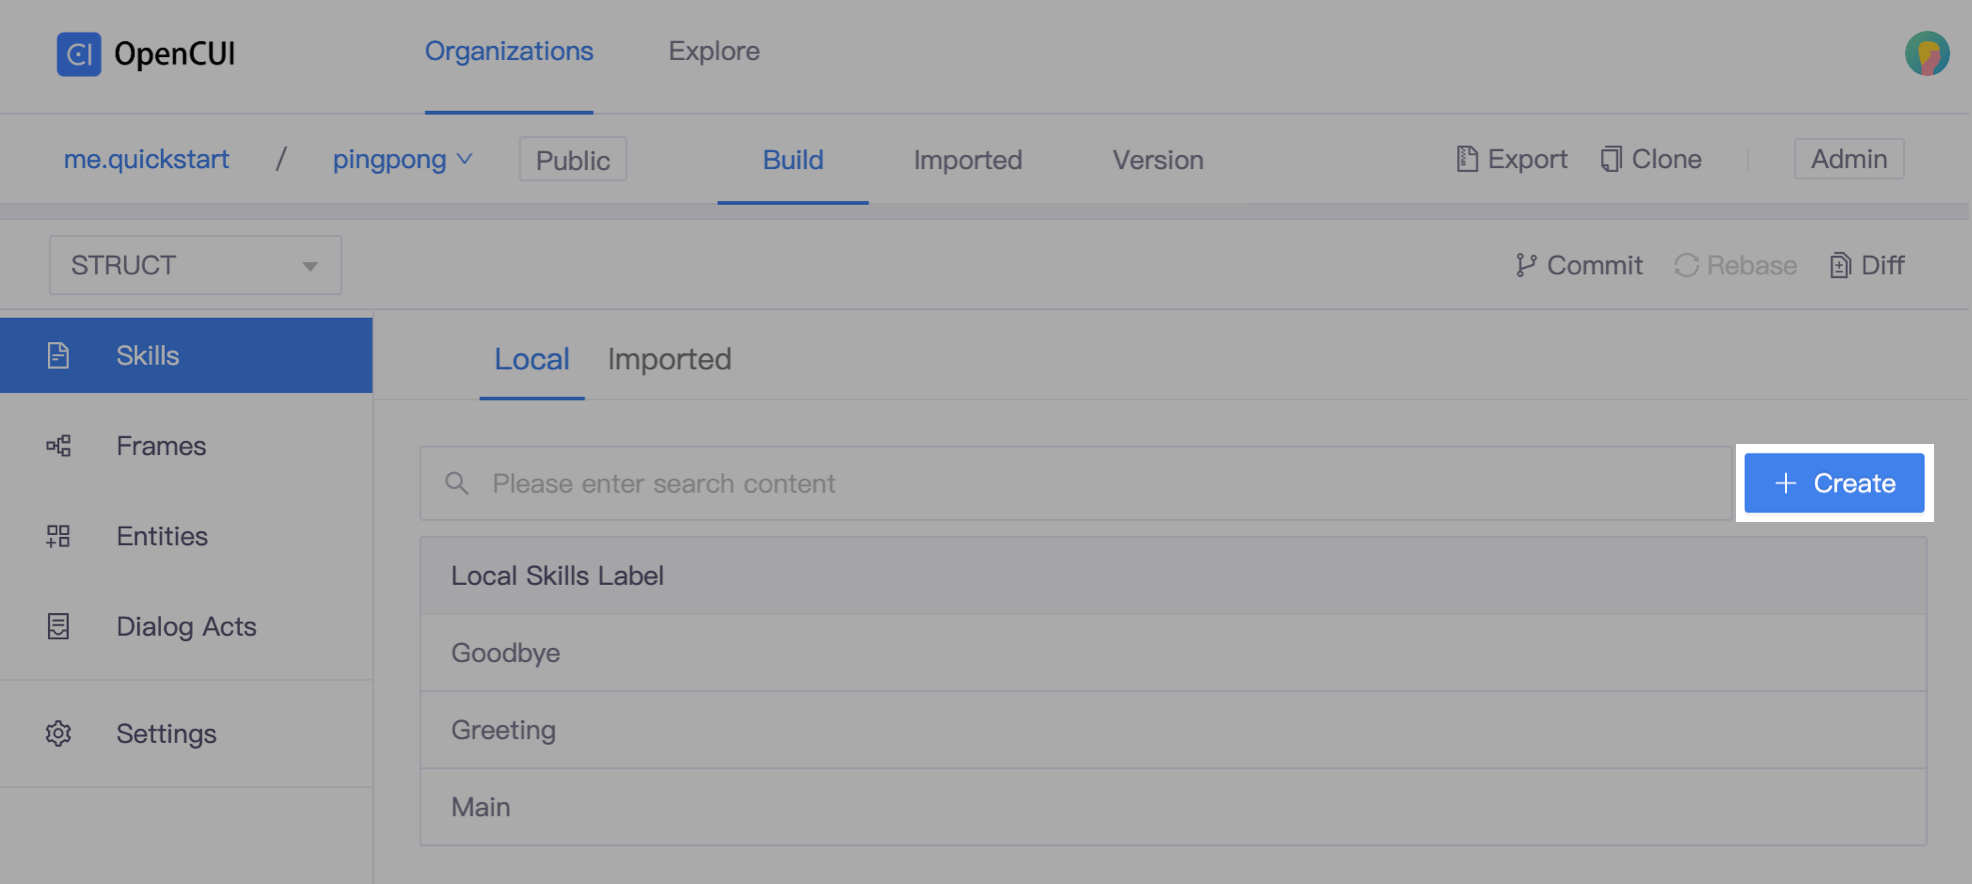 OpenCUI
Organizations
Explore
me.quickstart / pingpong
Public
Build
Imported
Version
Export
Clone
Admin
STRUCT
Commit
Rebase
Diff
Skills
Frames
Entities
Dialog Acts
Settings
Local
Imported
Please enter search content
+ Create
Local Skills Label
Goodbye
Greeting
Main